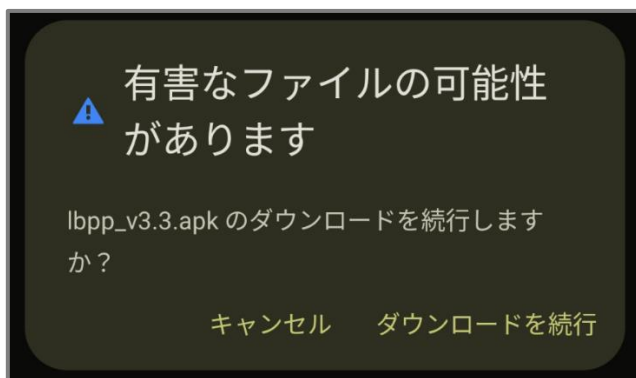 有害なファイルの可能性
があります
lbpp_v3.3.apk のダウンロードを続行します
か？
キャンセル ダウンロードを続行